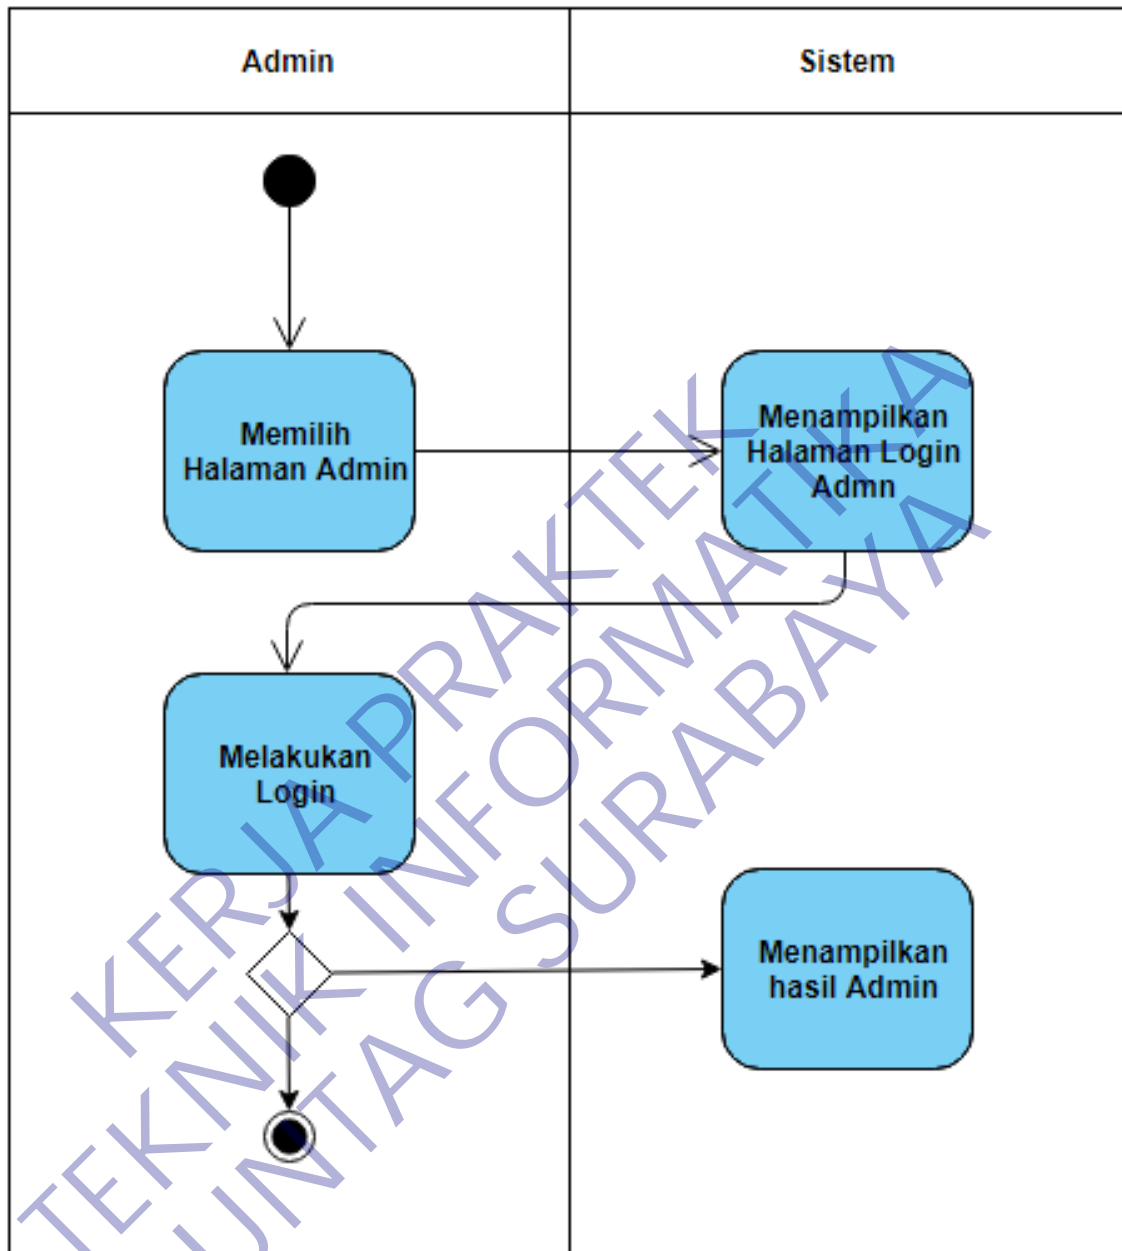 Admin
Sistem
Memilih
Halaman Admin
Menampilkan
Halaman Login
Admn
Melakukan
Login
Menampilkan
hasil Admin
KERJA PRAKTEK
TEKNIK INFORMATIKA
UNTAG SURABAYA